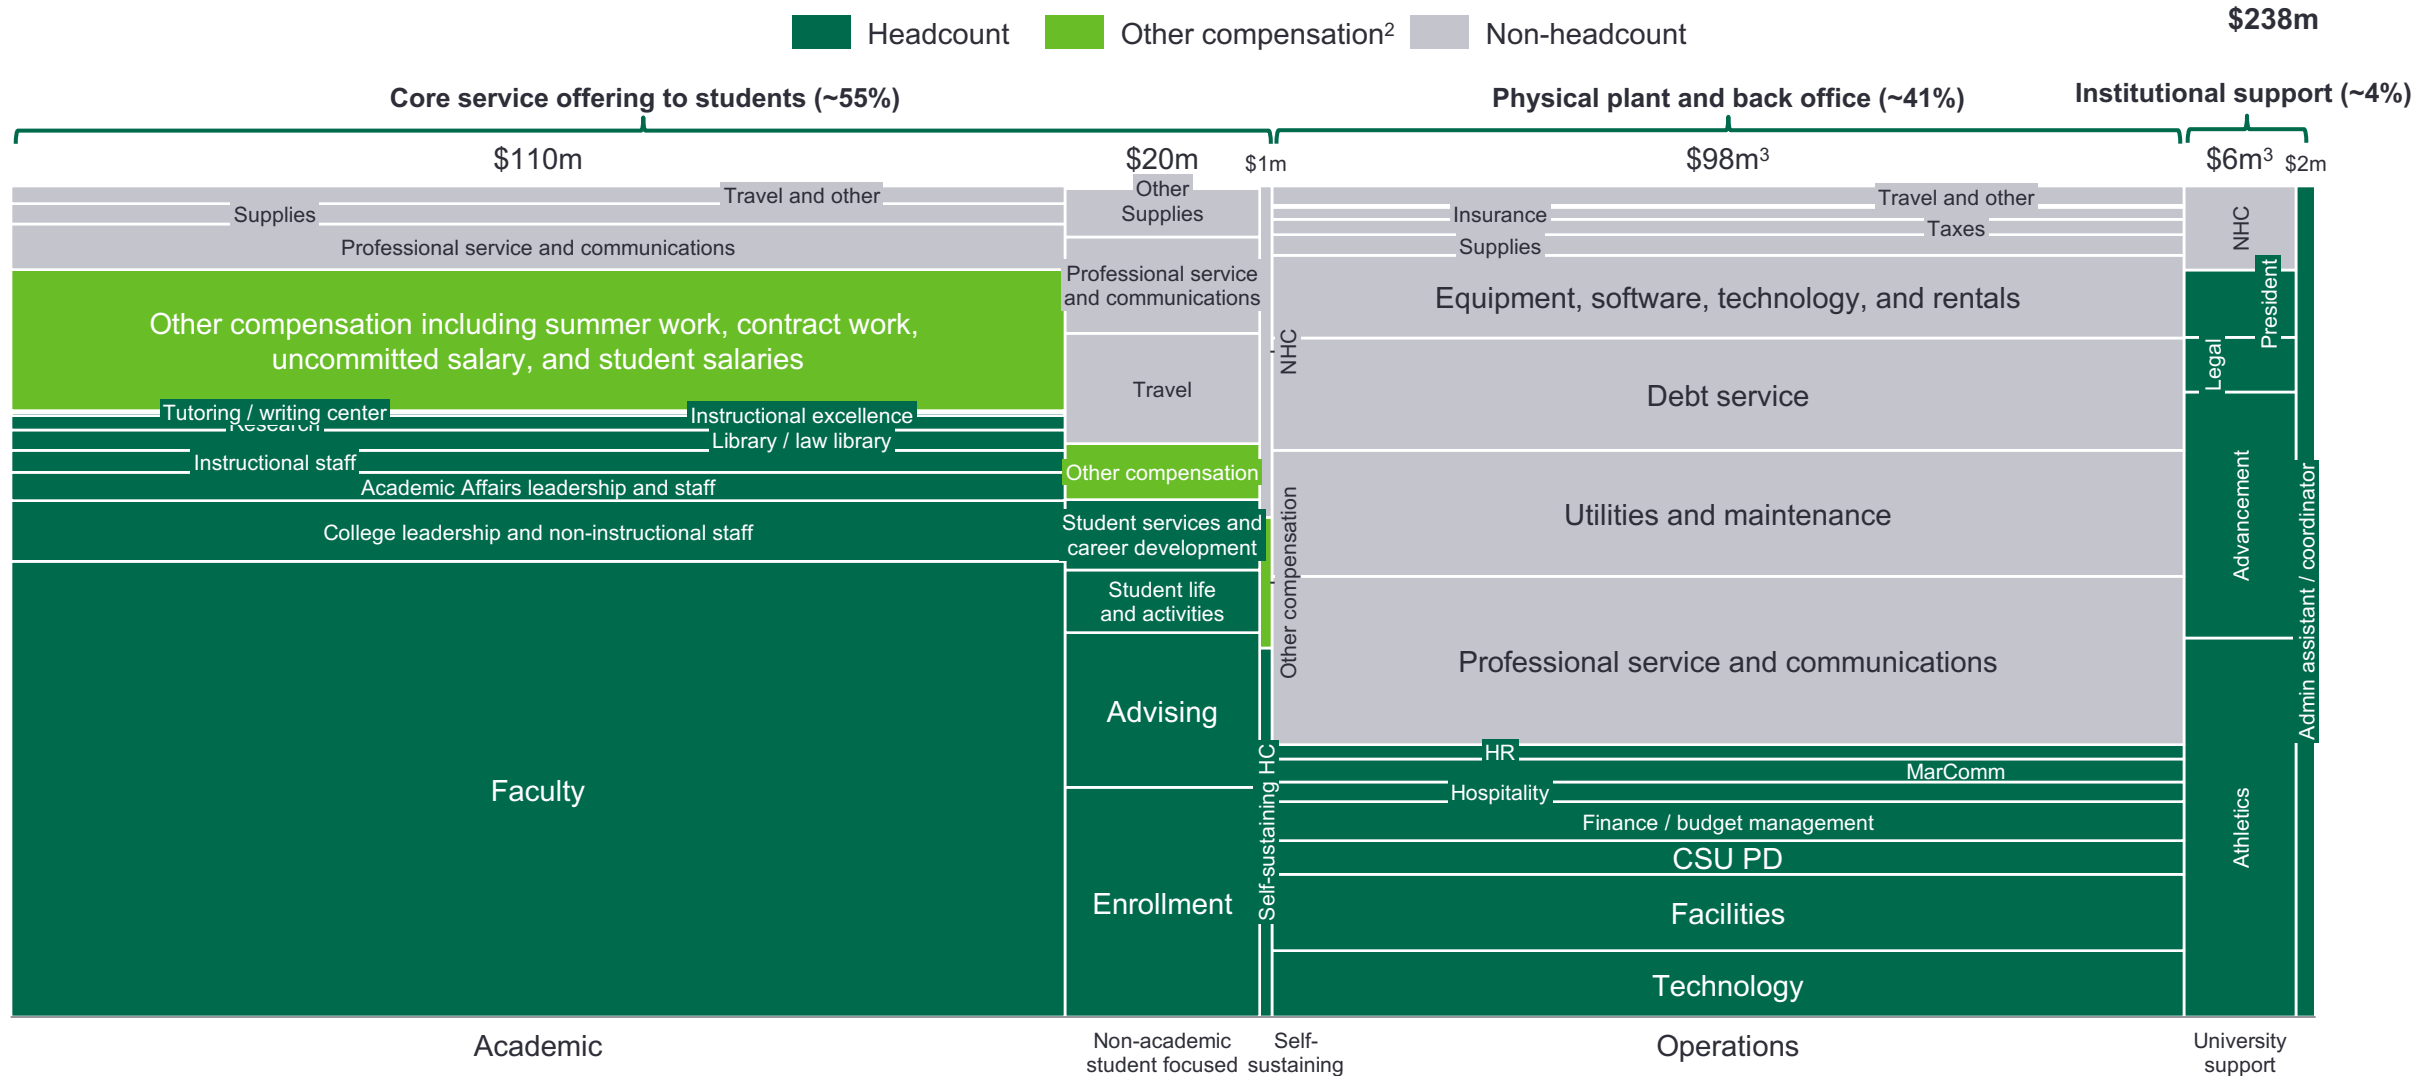 $238m
Headcount
Other compensation²
Non-headcount
Core service offering to students (~55%)
Physical plant and back office (~41%)
Institutional support (~4%)
$110m
$20m
$1m
$98m³
$6m³
$2m
Travel and other
Supplies
Professional service and communications
Other compensation including summer work, contract work,
uncommitted salary, and student salaries
Tutoring / writing center
Instructional excellence
Research
Library / law library
Instructional staff
Academic Affairs leadership and staff
College leadership and non-instructional staff
Faculty
Other
Supplies
Professional service
and communications
Travel
Other compensation
Student services and
career development
Student life
and activities
Advising
Enrollment
NHC
Other compensation
Self-sustaining HC
Travel and other
Insurance
Taxes
Supplies
Equipment, software, technology, and rentals
Debt service
Utilities and maintenance
Professional service and communications
HR
MarComm
Hospitality
Finance / budget management
CSU PD
Facilities
Technology
NHC
President
Legal
Advancement
Athletics
Admin assistant / coordinator
Academic
Non-academic
student focused
Self-
sustaining
Operations
University
support